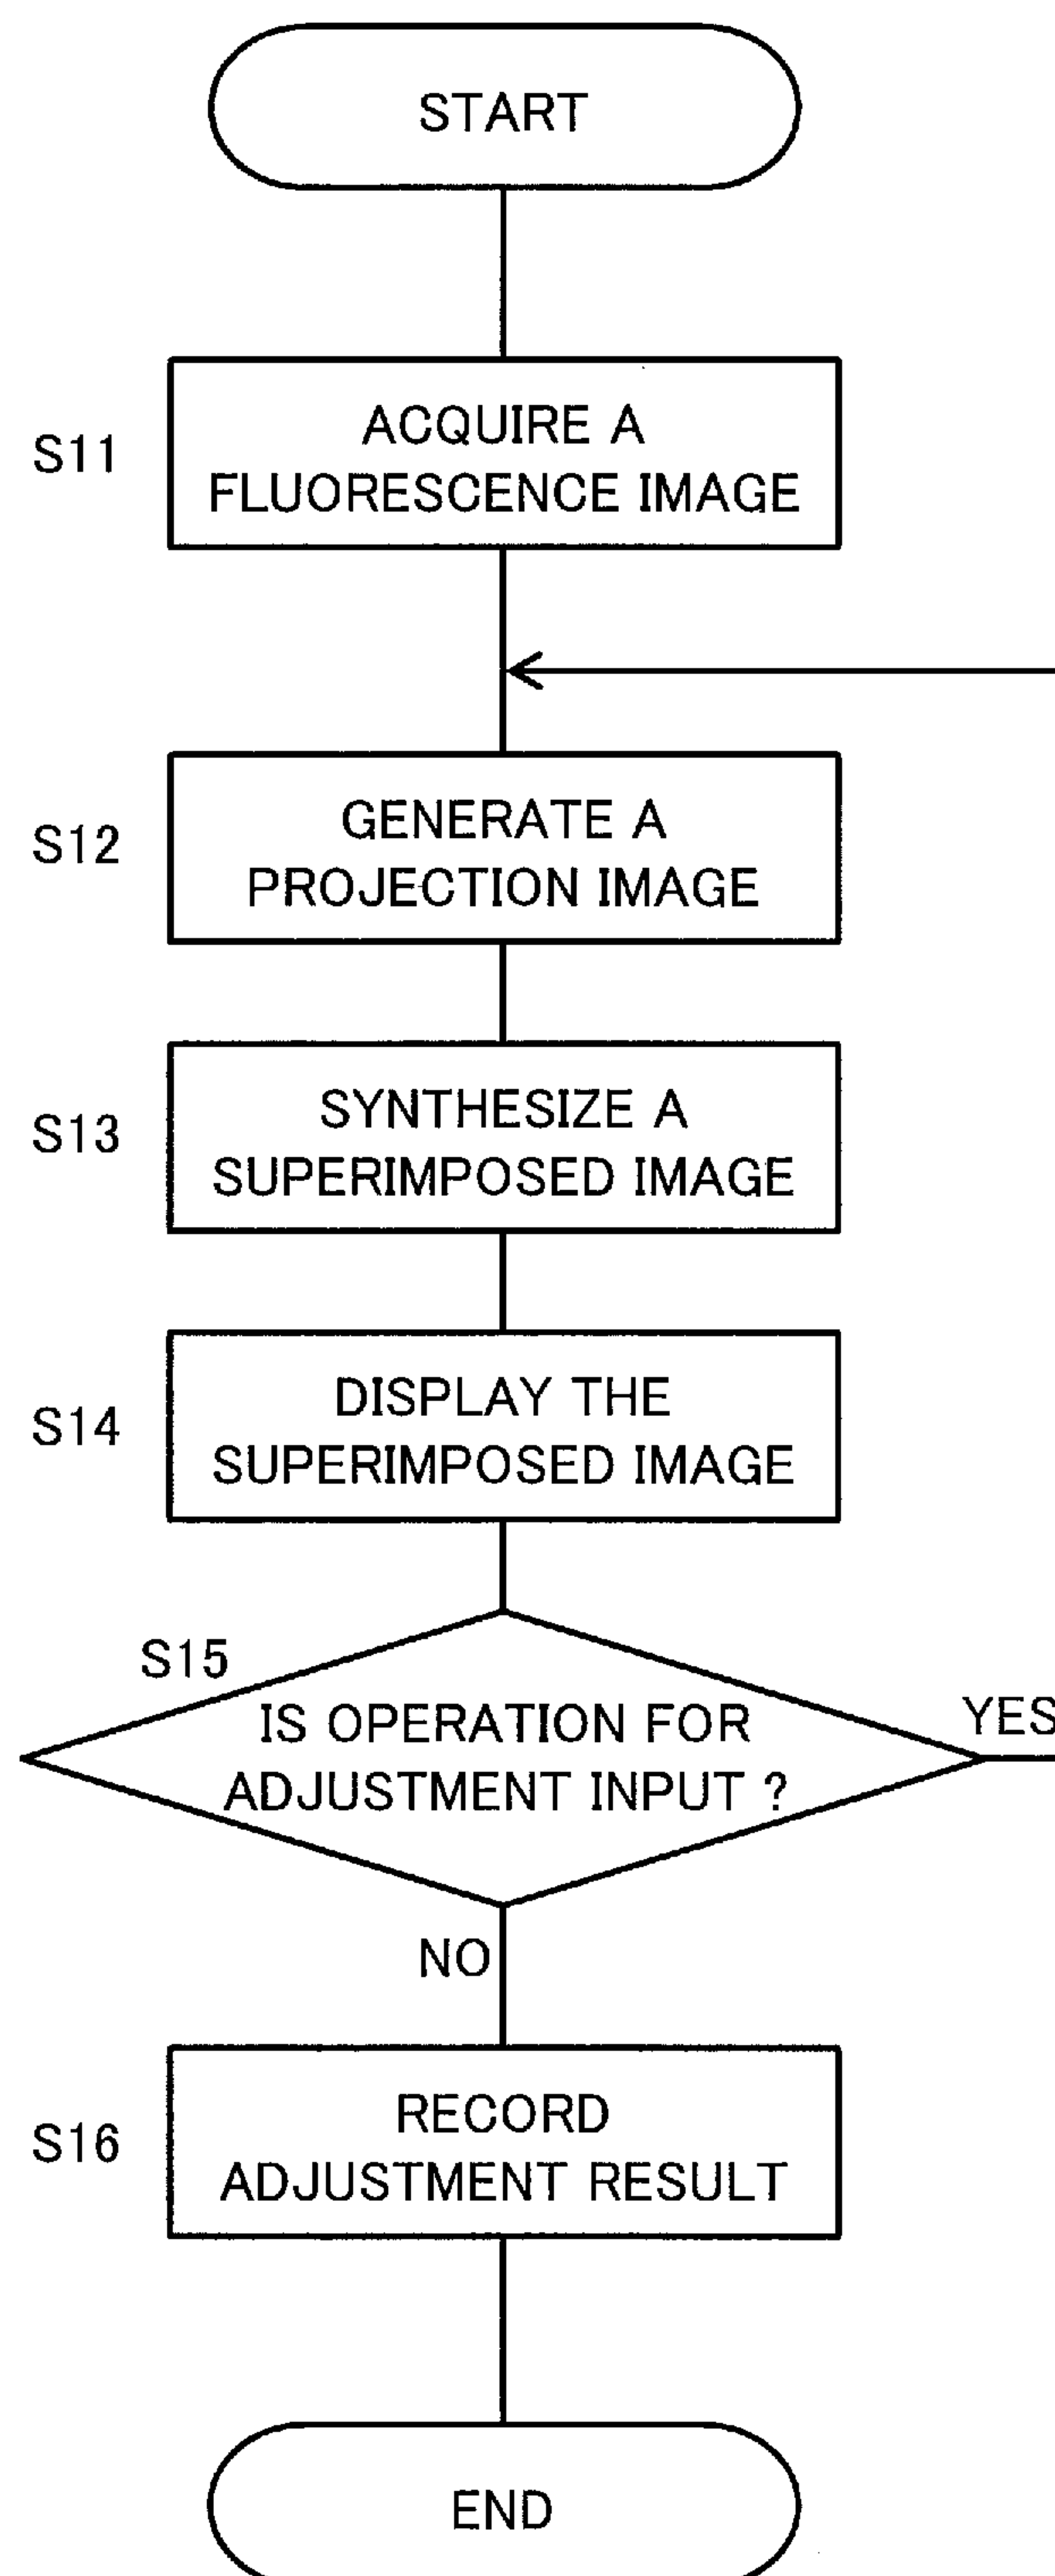 START
S11
ACQUIRE A
FLUORESCENCE IMAGE
S12
GENERATE A
PROJECTION IMAGE
S13
SYNTHESIZE A
SUPERIMPOSED IMAGE
S14
DISPLAY THE
SUPERIMPOSED IMAGE
S15
IS OPERATION FOR
ADJUSTMENT INPUT ?
YES
NO
S16
RECORD
ADJUSTMENT RESULT
END